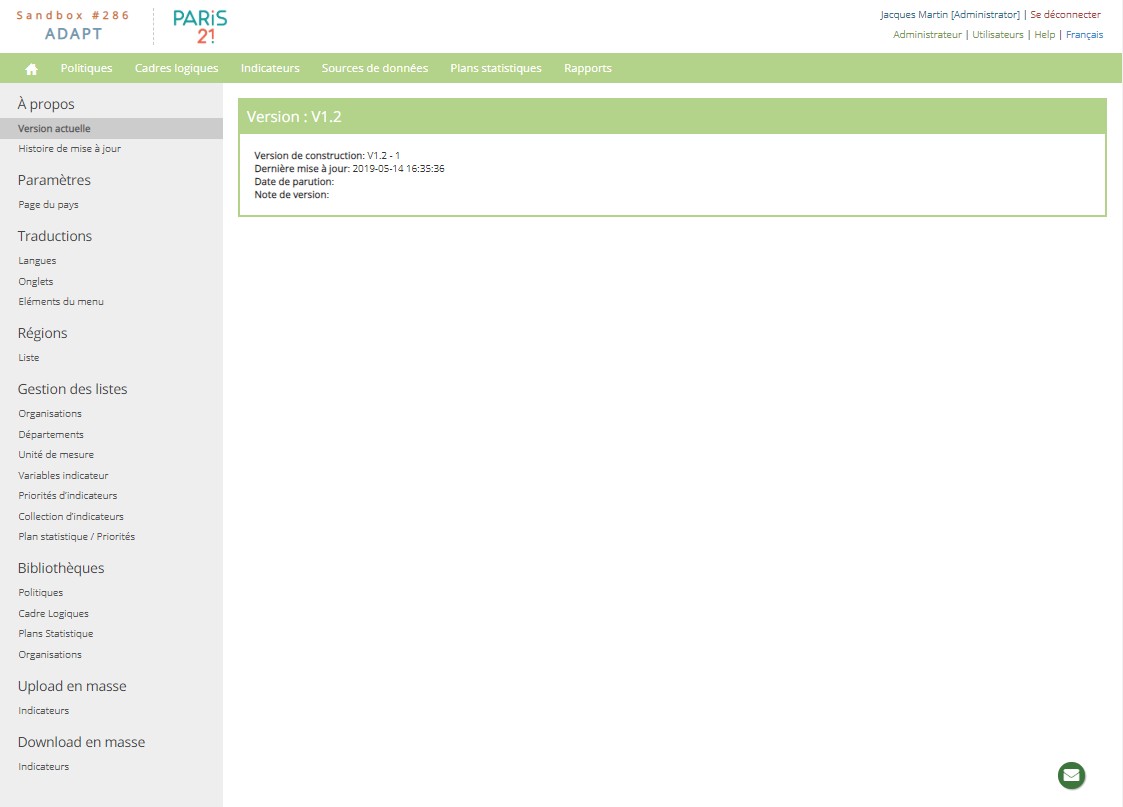 Sandbox #286
ADAPT
PARiS
21
Jacques Martin [Administrator] | Se déconnecter
Administrateur | Utilisateurs | Help | Français
Politiques Cadres logiques Indicateurs Sources de données Plans statistiques Rapports
À propos
Version actuelle
Histoire de mise à jour
Paramètres
Page du pays
Traductions
Langues
Onglets
Eléments du menu
Régions
Liste
Gestion des listes
Organisations
Départements
Unité de mesure
Variables indicateur
Priorités d'indicateurs
Collection d'indicateurs
Plan statistique / Priorités
Bibliothèques
Politiques
Cadre Logiques
Plans Statistique
Organisations
Upload en masse
Indicateurs
Download en masse
Indicateurs
Version : V1.2
Version de construction: V1.2 - 1
Dernière mise à jour: 2019-05-14 16:35:36
Date de parution:
Note de version: